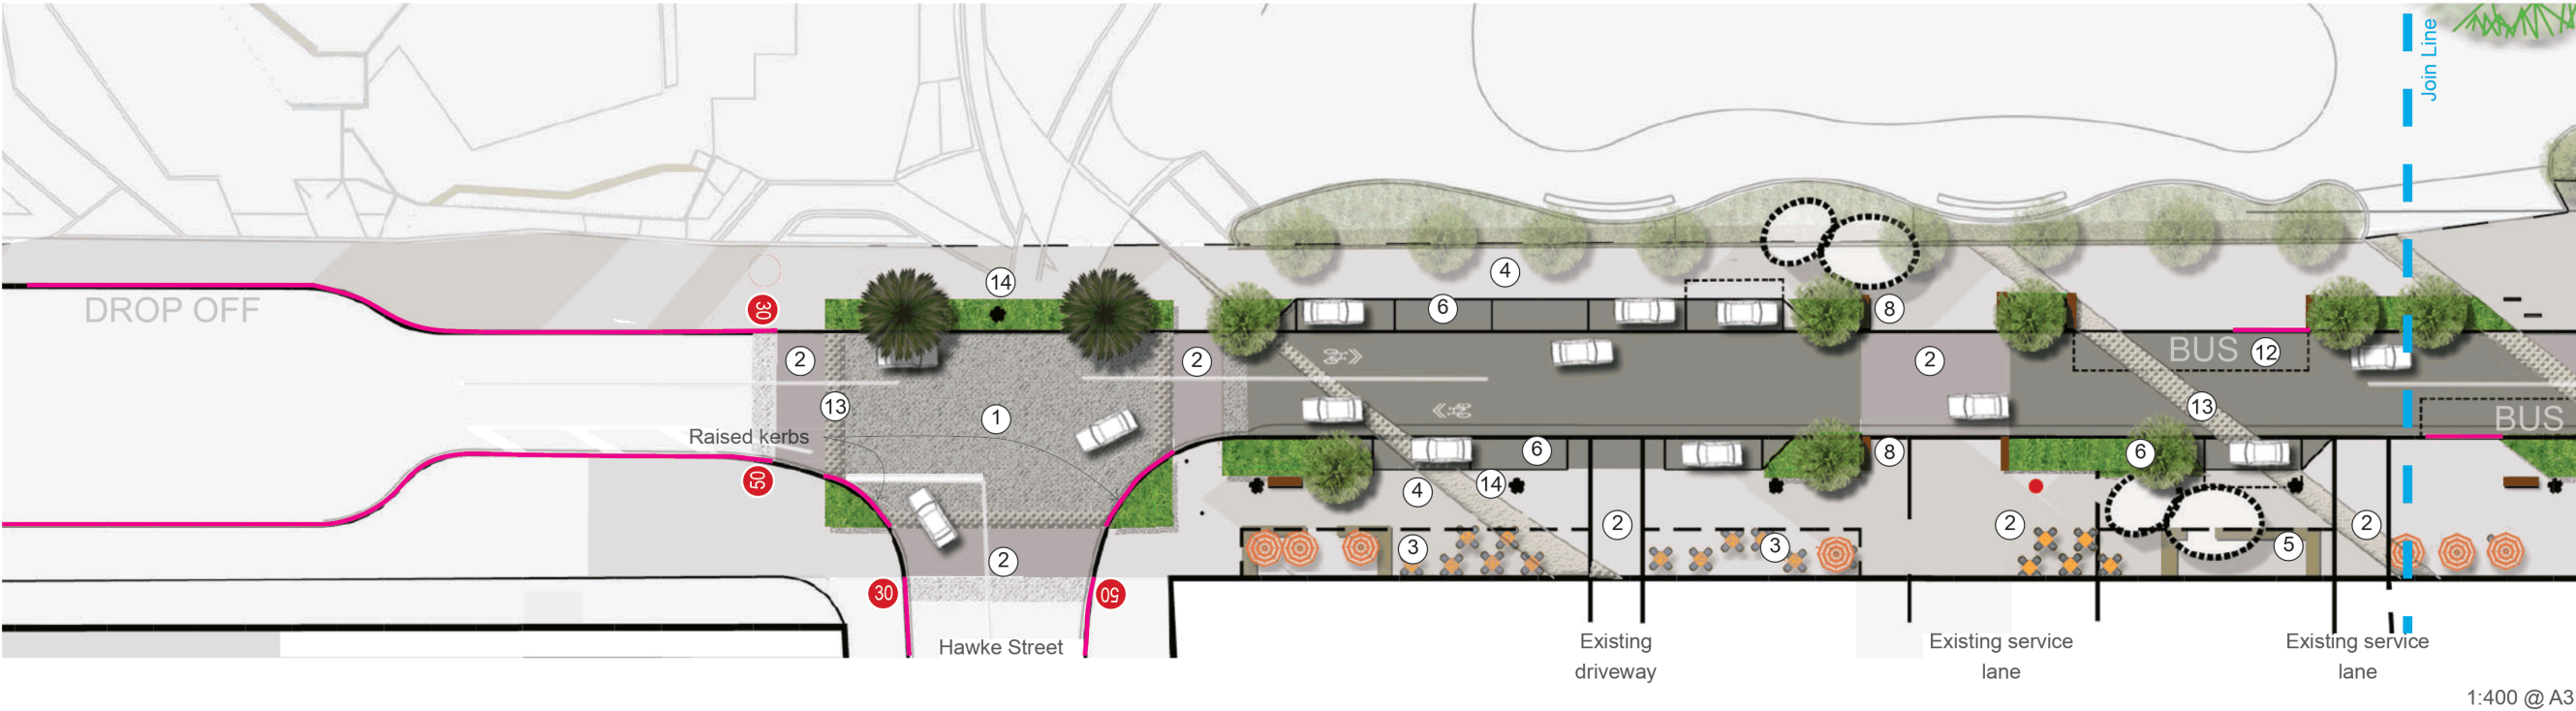 Join Line
4
14
DROP OFF
30
6
8
2
2
2
BUS
12
13
1
13
BUS
Raised kerbs
6
8
6
50
4
14
2
2
2
3
3
5
2
30
50
Hawke Street
Existing
driveway
Existing service
lane
Existing service
lane
1:400 @ A3